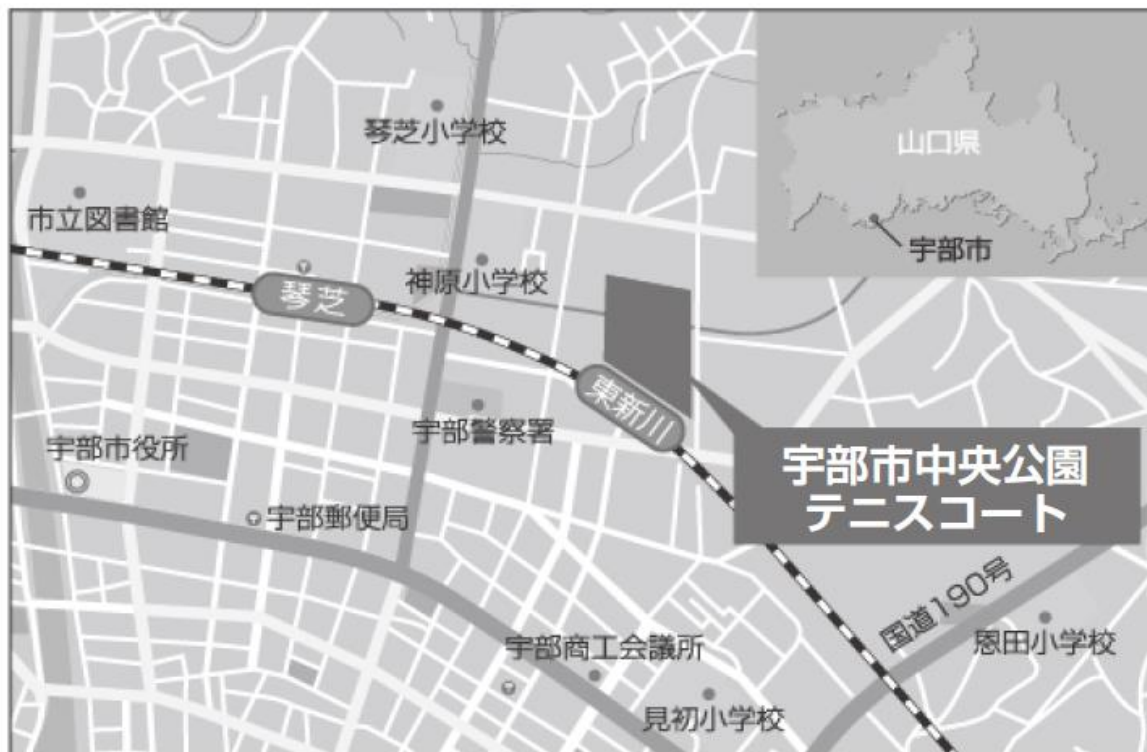 琴芝小学校
山口県
市立図書館
宇部市
神原小学校
琴芝
東新川
宇部警察署
宇部市役所
宇部市中央公園
テニスコート
宇部郵便局
国道190号
恩田小学校
宇部商工会議所
見初小学校